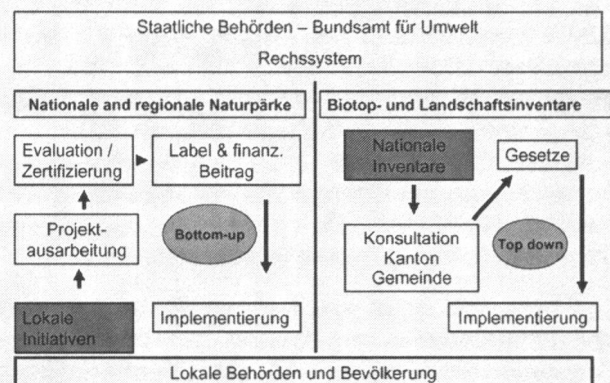 Staatliche Behörden – Bundsamt für Umwelt
Rechssystem
Nationale and regionale Naturpärke
Evaluation /
Zertifizierung
Label & finanz.
Beitrag
Projekt-
ausarbeitung
Bottom-up
Lokale
Initiativen
Implementierung
Biotop- und Landschaftsinventare
Nationale
Inventare
Gesetze
Konsultation
Kanton
Gemeinde
Top down
Implementierung
Lokale Behörden und Bevölkerung